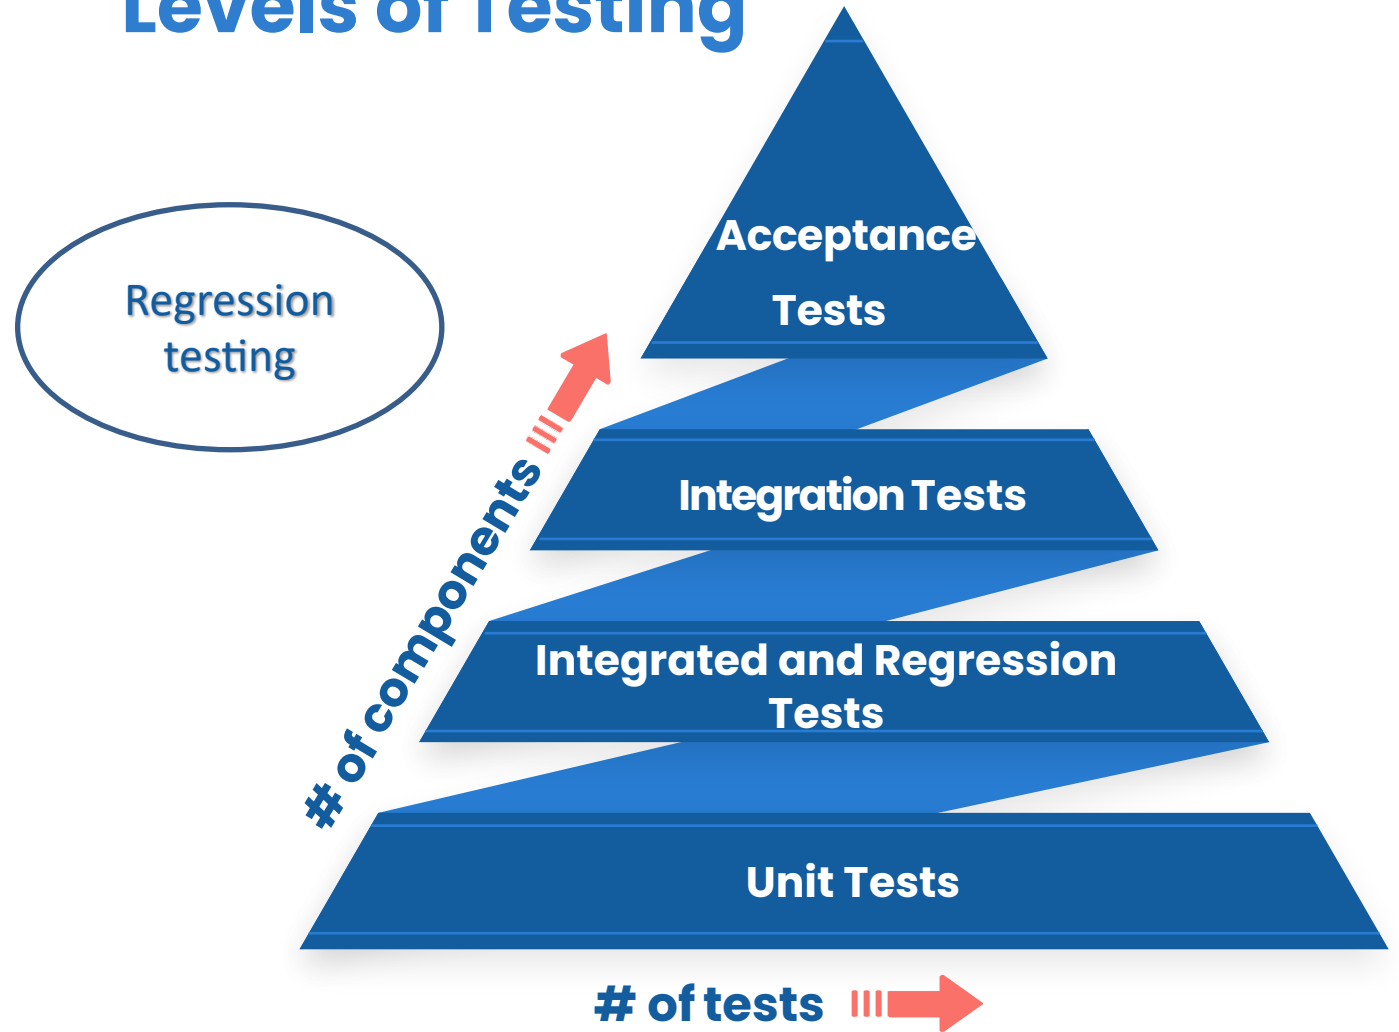 Levels of Testing
Acceptance
Tests
Regression
testing
Integration Tests
# of components
Integrated and Regression
Tests
Unit Tests
# of tests